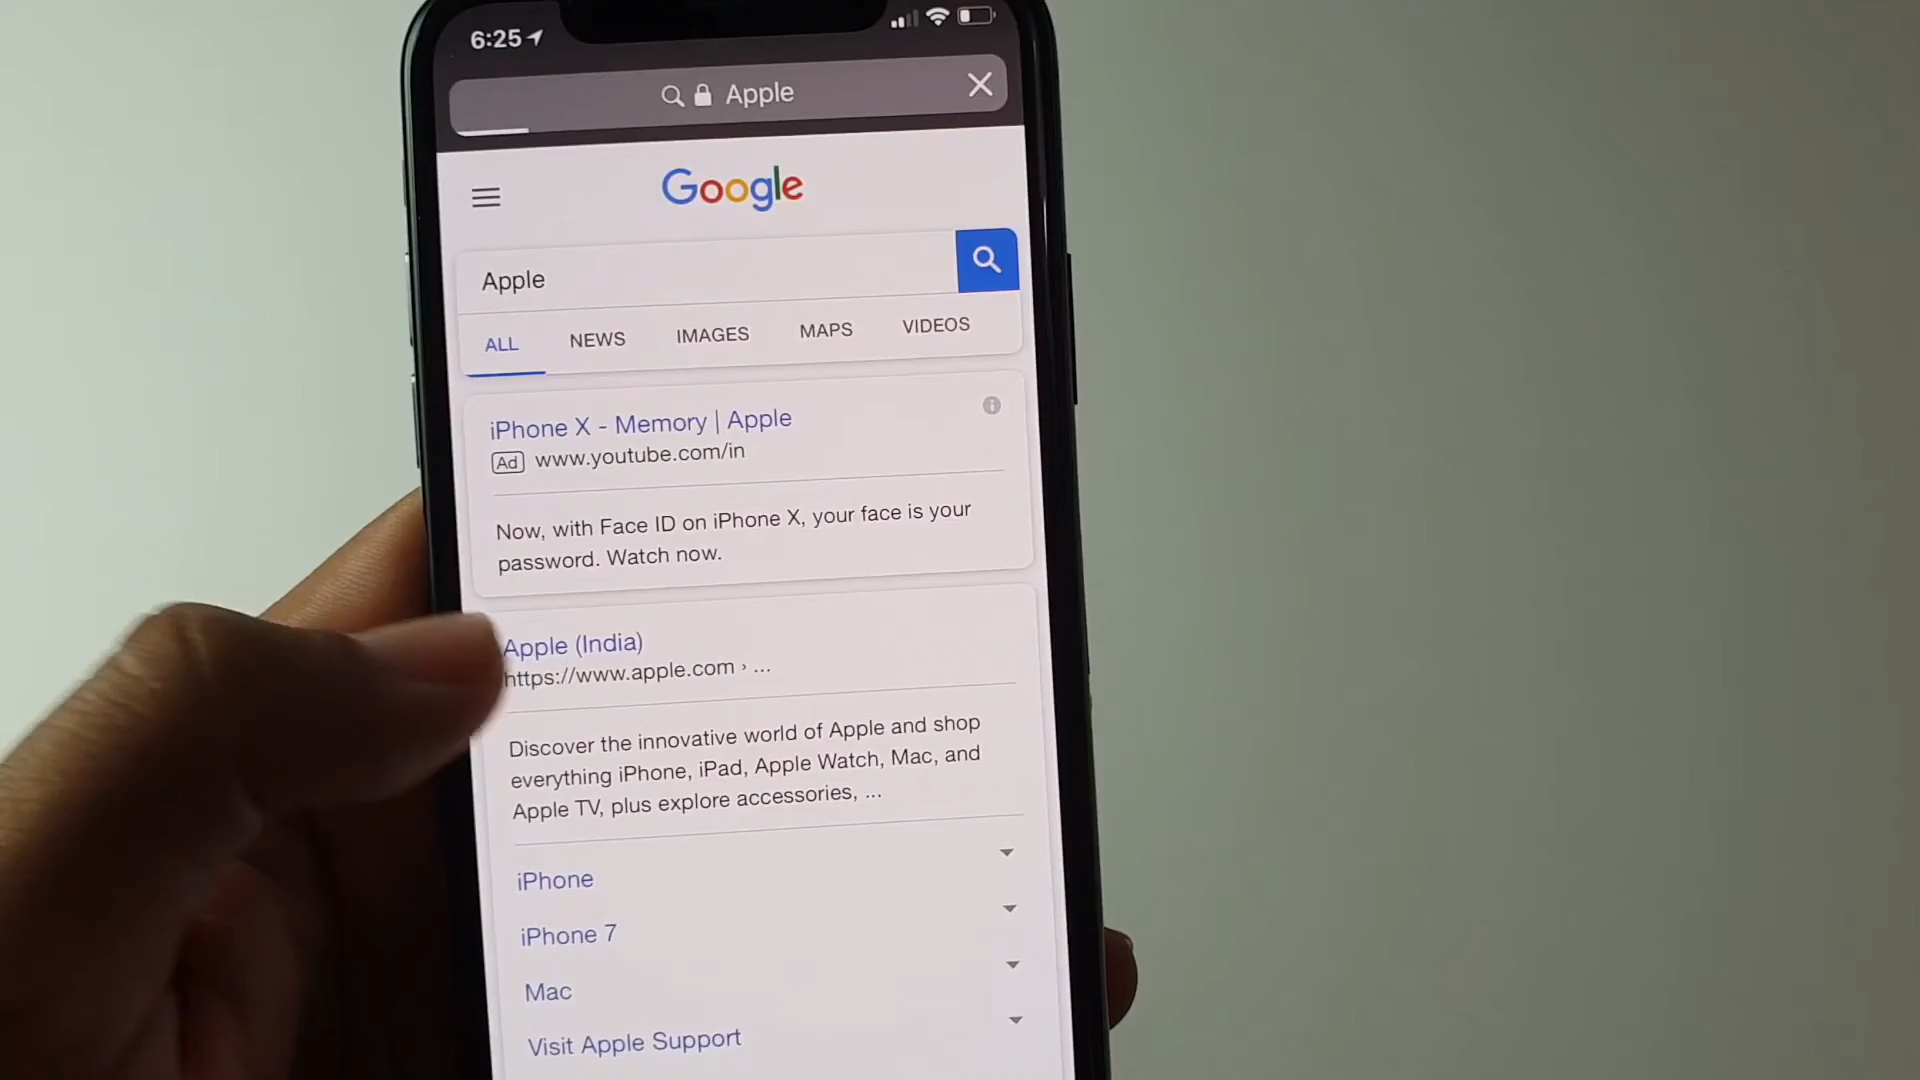 6:25
Apple
Google
Apple
ALL NEWS IMAGES MAPS VIDEOS
iPhone X - Memory | Apple
Ad www.youtube.com/in
Now, with Face ID on iPhone X, your face is your
password. Watch now.
Apple (India)
https://www.apple.com › ...
Discover the innovative world of Apple and shop
everything iPhone, iPad, Apple Watch, Mac, and
Apple TV, plus explore accessories, ...
iPhone
iPhone 7
Mac
Visit Apple Support